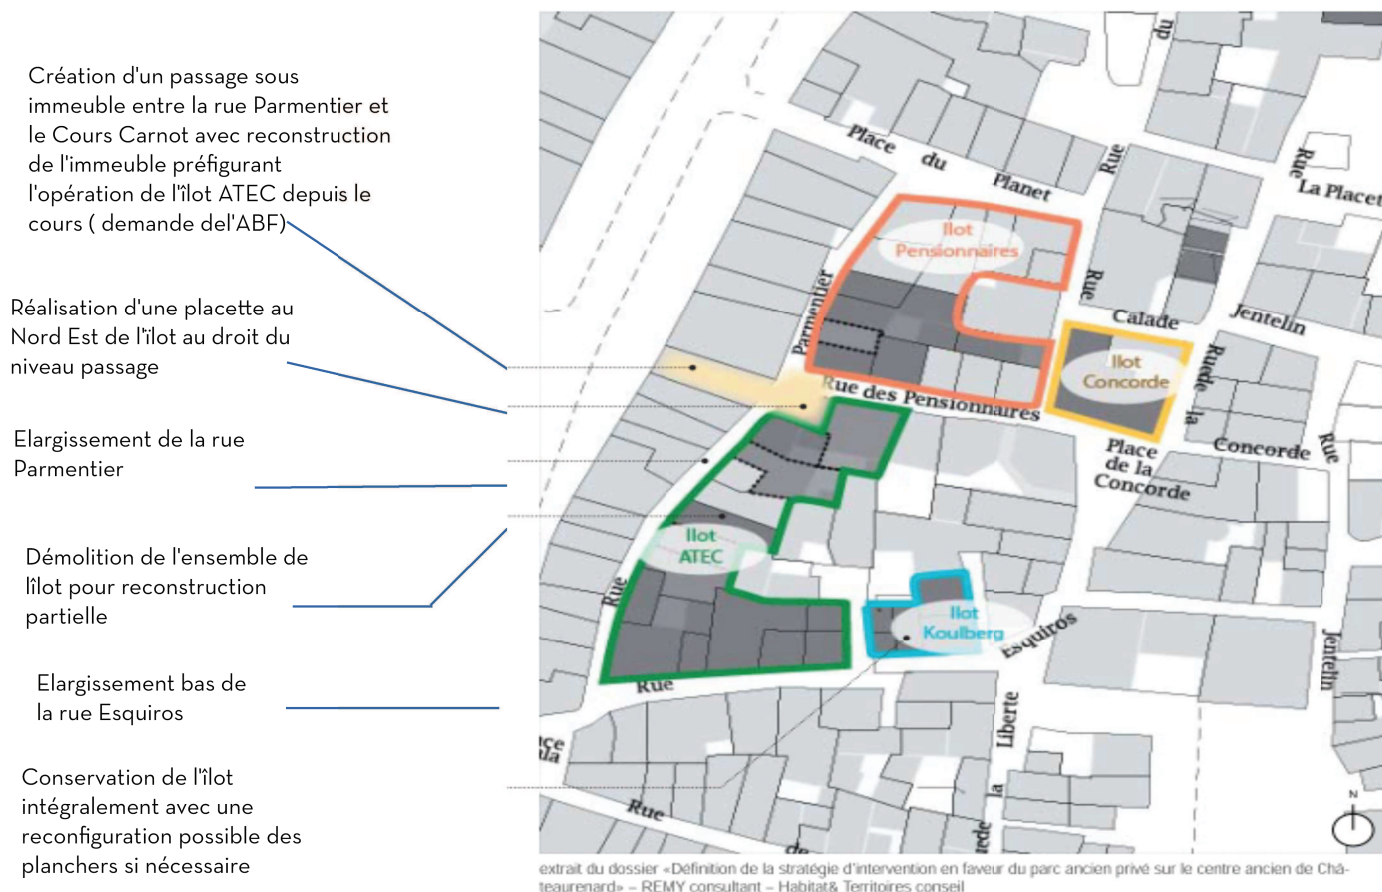 Création d'un passage sous
immeuble entre la rue Parmentier et
le Cours Carnot avec reconstruction
de l'immeuble préfigurant
l'opération de l'îlot ATEC depuis le
cours ( demande del'ABF)
Réalisation d'une placette au
Nord Est de l'îlot au droit du
niveau passage
Elargissement de la rue
Parmentier
Démolition de l'ensemble de
lîlot pour reconstruction
partielle
Elargissement bas de
la rue Esquiros
Conservation de l'îlot
intégralement avec une
reconfiguration possible des
planchers si nécessaire
du
Place
du
Planet
Rue
Rue
La Placet
Ilot
Pensionnaires
Parmentier
Rue
Calade
Jentelin
Ilot
Concorde
Ruede
la
Rue des Pensionnaires
Place
de la
Concorde
Concorde
Rue
Ilot
ATEC
Rue
Ilot
Koulberg
Esquiros
Jentelin
Rue
Liberte
la
uede
Rue
de
N
extrait du dossier «Définition de la stratégie d'intervention en faveur du parc ancien privé sur le centre ancien de Châ-
teaurenard» – REMY consultant – Habitat& Territoires conseil